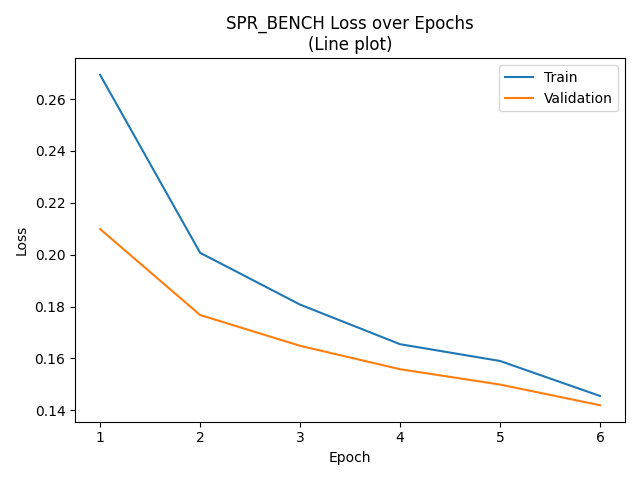 SPR_BENCH Loss over Epochs
(Line plot)
Train
Validation
0.26
0.24
0.22
0.20
0.18
0.16
0.14
Loss
1 2 3 4 5 6
Epoch